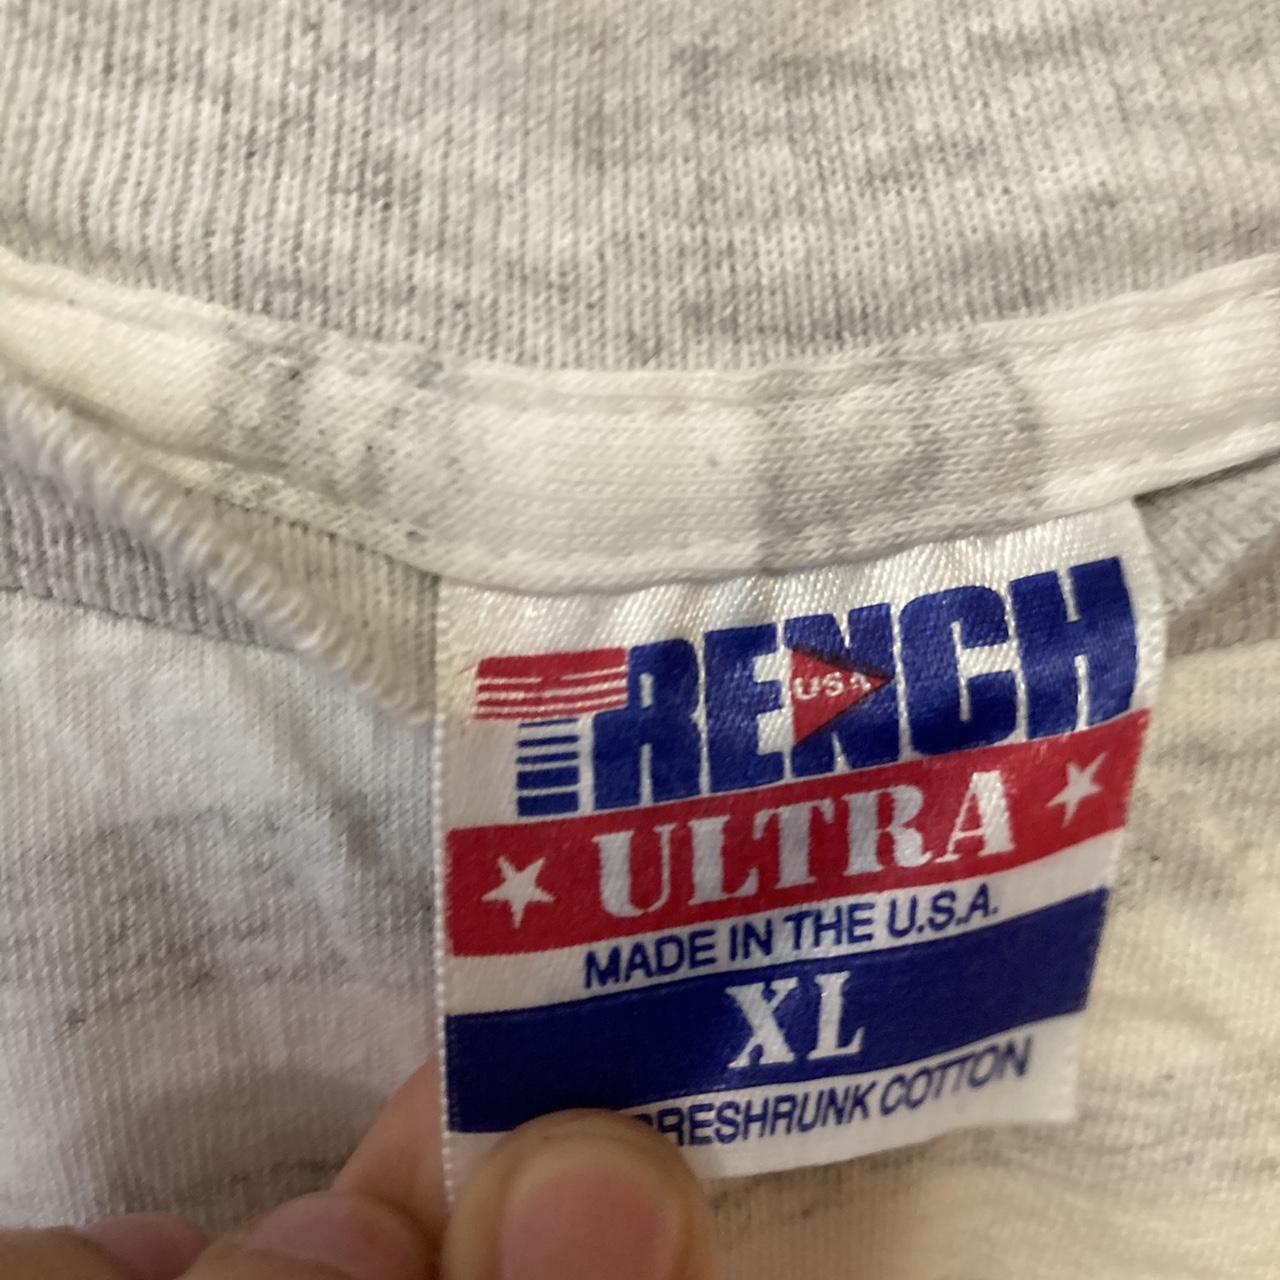 TRENCH
USA
ULTRA
MADE IN THE U.S.A.
XL
PRESHRUNK COTTON